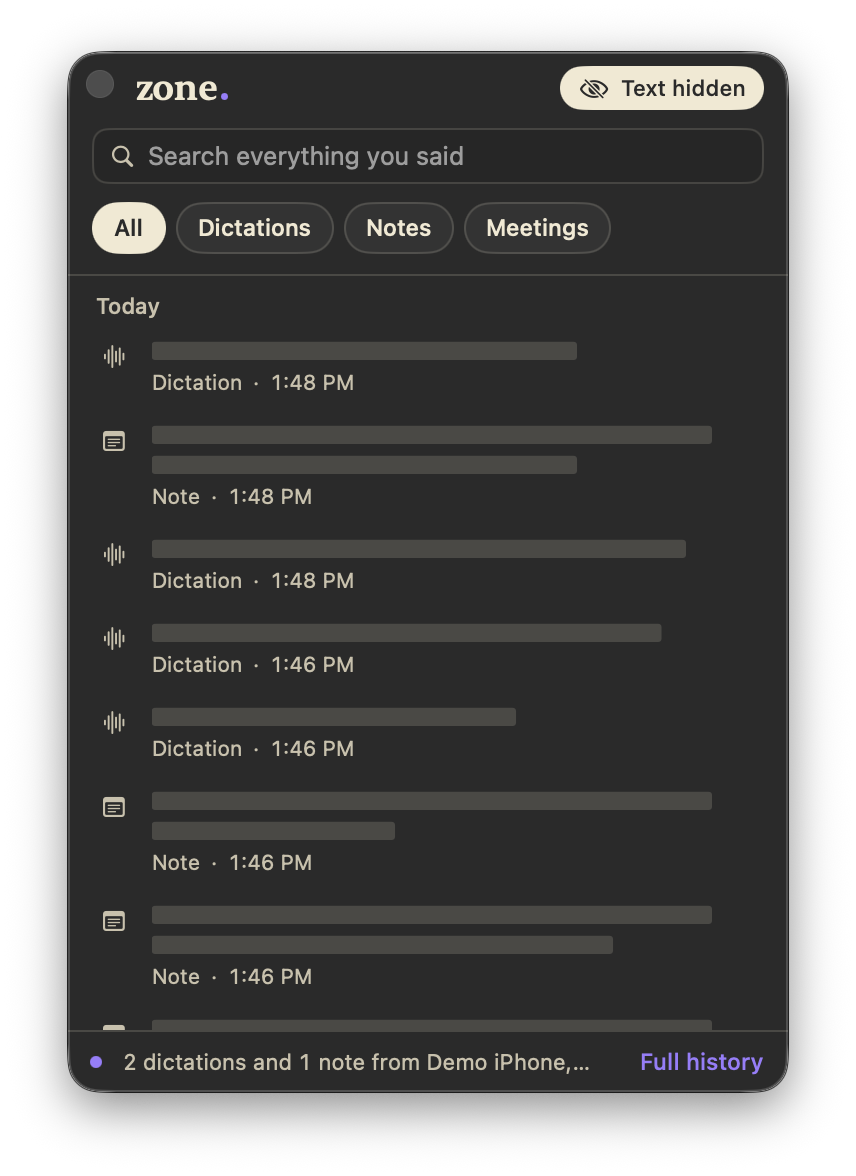 zone.
Text hidden
Search everything you said
All Dictations Notes Meetings
Today
Dictation · 1:48 PM
Note · 1:48 PM
Dictation · 1:48 PM
Dictation · 1:46 PM
Dictation · 1:46 PM
Note · 1:46 PM
Note · 1:46 PM
2 dictations and 1 note from Demo iPhone,... Full history